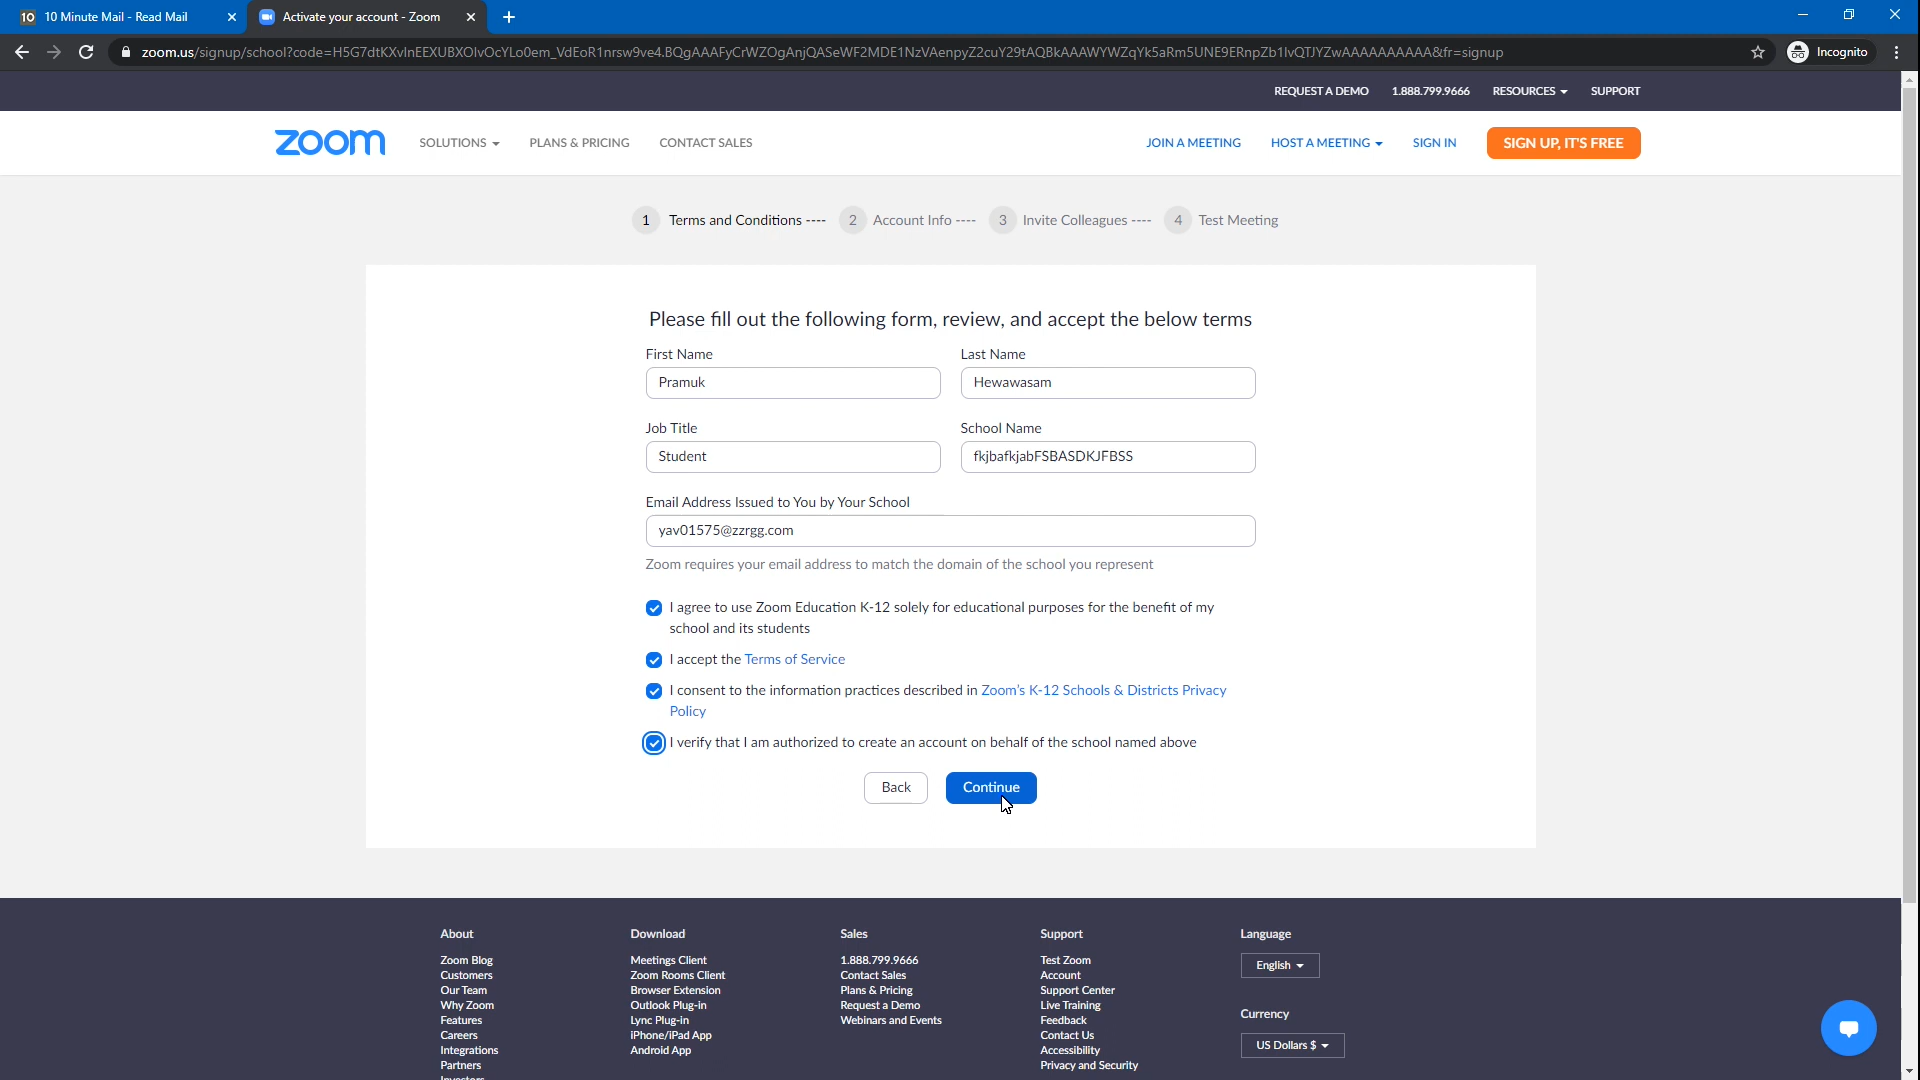 10 10 Minute Mail - Read Mail
Activate your account - Zoom
zoom.us/signup/school?code=H5G7dtKXvInEEXUBXOlvOcYLo0em_VdEoR1nrsw9ve4.BQgAAAFyCrWZOgAnjQASeWF2MDE1NzVAenpyZ2cuY29tAQBkAAAWYWZqYk5aRm5UNE9ERnpZb1IvQTJYZwAAAAAAAAAA&fr=signup
Incognito
REQUEST A DEMO 1.888.799.9666 RESOURCES SUPPORT
zoom SOLUTIONS PLANS & PRICING CONTACT SALES JOIN A MEETING HOST A MEETING SIGN IN SIGN UP, IT'S FREE
1 Terms and Conditions ---- 2 Account Info ---- 3 Invite Colleagues ---- 4 Test Meeting
Please fill out the following form, review, and accept the below terms
First Name Last Name
Pramuk Hewawasam
Job Title School Name
Student fkjbafkjabFSBASDKJFBSS
Email Address Issued to You by Your School
yav01575@zzrgg.com
Zoom requires your email address to match the domain of the school you represent
I agree to use Zoom Education K-12 solely for educational purposes for the benefit of my
school and its students
I accept the Terms of Service
I consent to the information practices described in Zoom's K-12 Schools & Districts Privacy
Policy
I verify that I am authorized to create an account on behalf of the school named above
Back Continue
About
Zoom Blog
Customers
Our Team
Why Zoom
Features
Careers
Integrations
Partners
Investors
Download
Meetings Client
Zoom Rooms Client
Browser Extension
Outlook Plug-in
Lync Plug-in
iPhone/iPad App
Android App
Sales
1.888.799.9666
Contact Sales
Plans & Pricing
Request a Demo
Webinars and Events
Support
Test Zoom
Account
Support Center
Live Training
Feedback
Contact Us
Accessibility
Privacy and Security
Language
English
Currency
US Dollars $